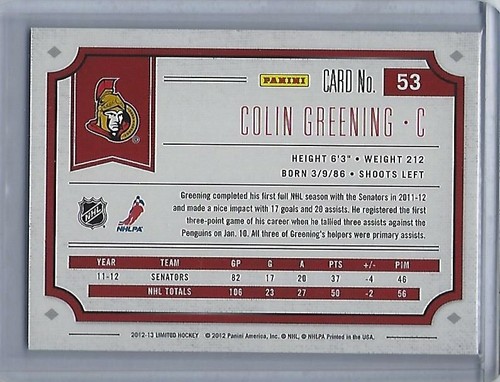 PANINI CARD No. 53
COLIN GREENING • C
HEIGHT 6'3" • WEIGHT 212
BORN 3/9/86 • SHOOTS LEFT
Greening completed his first full NHL season with the Senators in 2011-12
and made a nice impact with 17 goals and 20 assists. He registered the first
three-point game of his career when he tallied three assists against the
Penguins on Jan. 10. All three of Greening's helpers were primary assists.
NHL NHLPA
YEAR TEAM GP G A PTS +/- PIM
11-12 SENATORS 82 17 20 37 -4 46
NHL TOTALS 106 23 27 50 -2 56
2012-13 LIMITED HOCKEY © 2012 Panini America, Inc. © NHL, © NHLPA Printed in the USA.